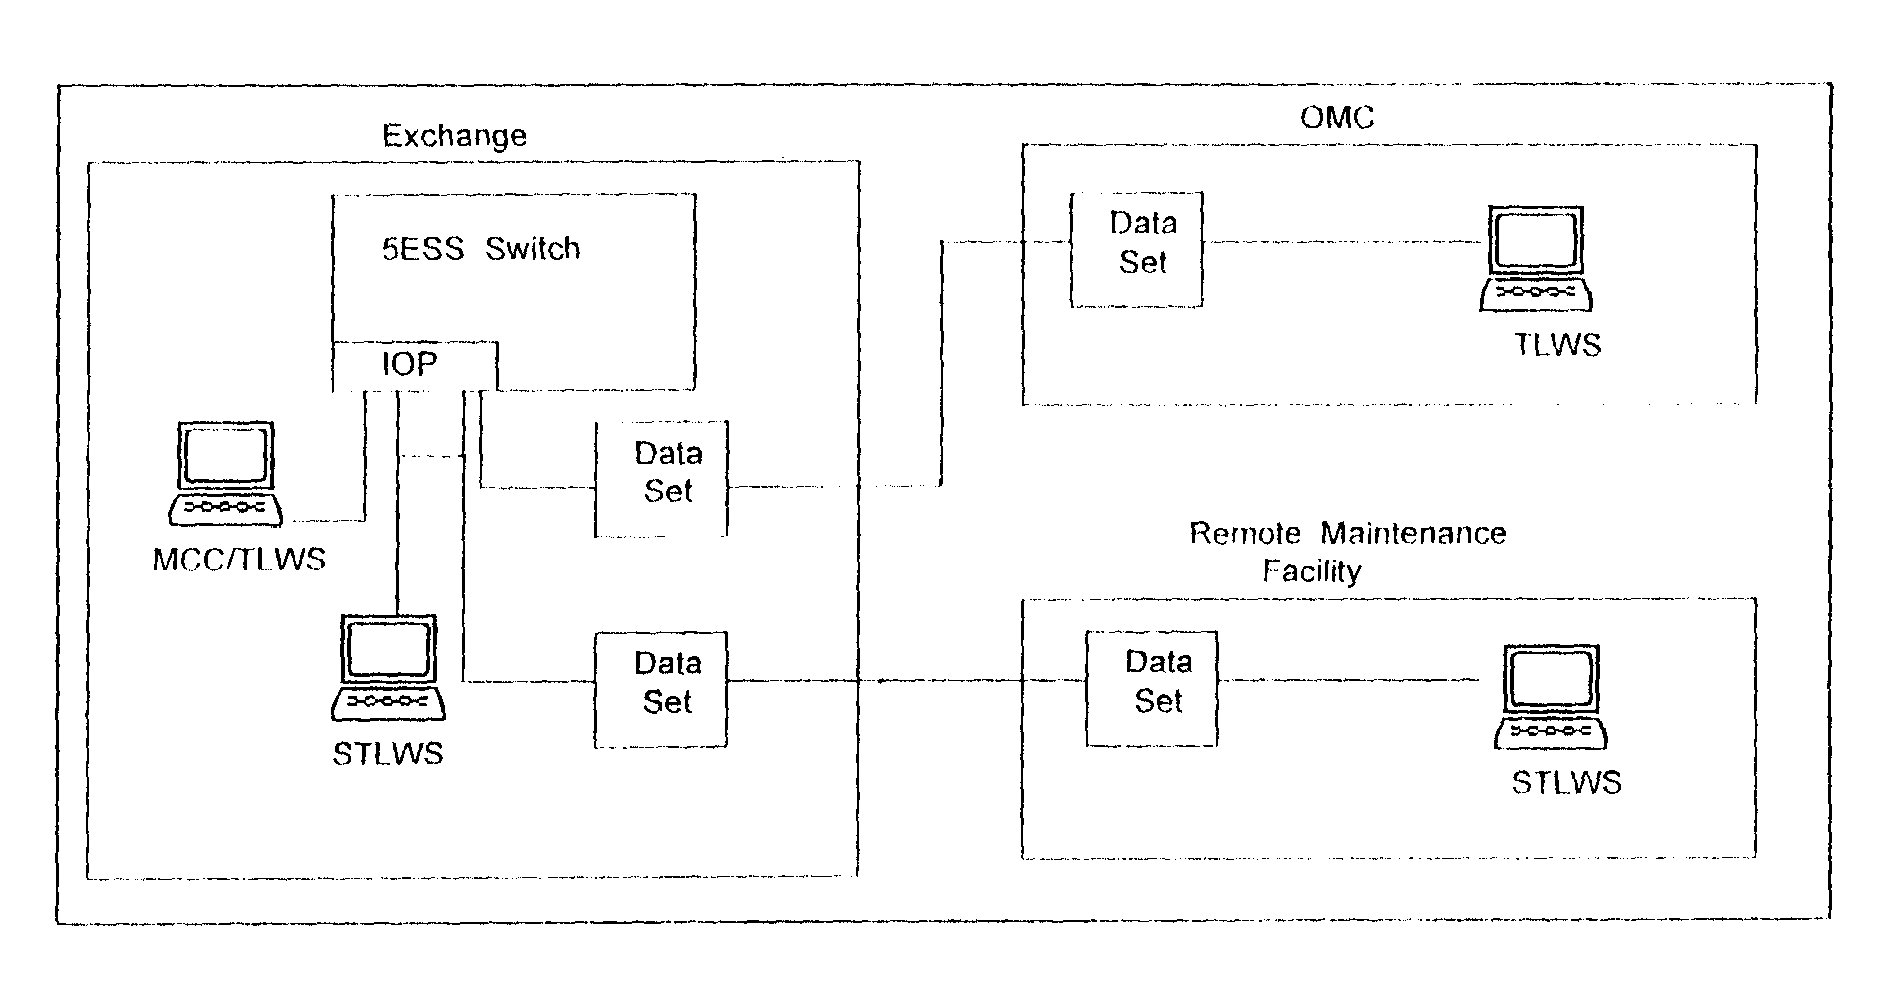 Exchange
5ESS Switch
IOP
MCC/TLWS
STLWS
Data
Set
Data
Set
OMC
Data
Set
TLWS
Remote Maintenance
Facility
Data
Set
STLWS